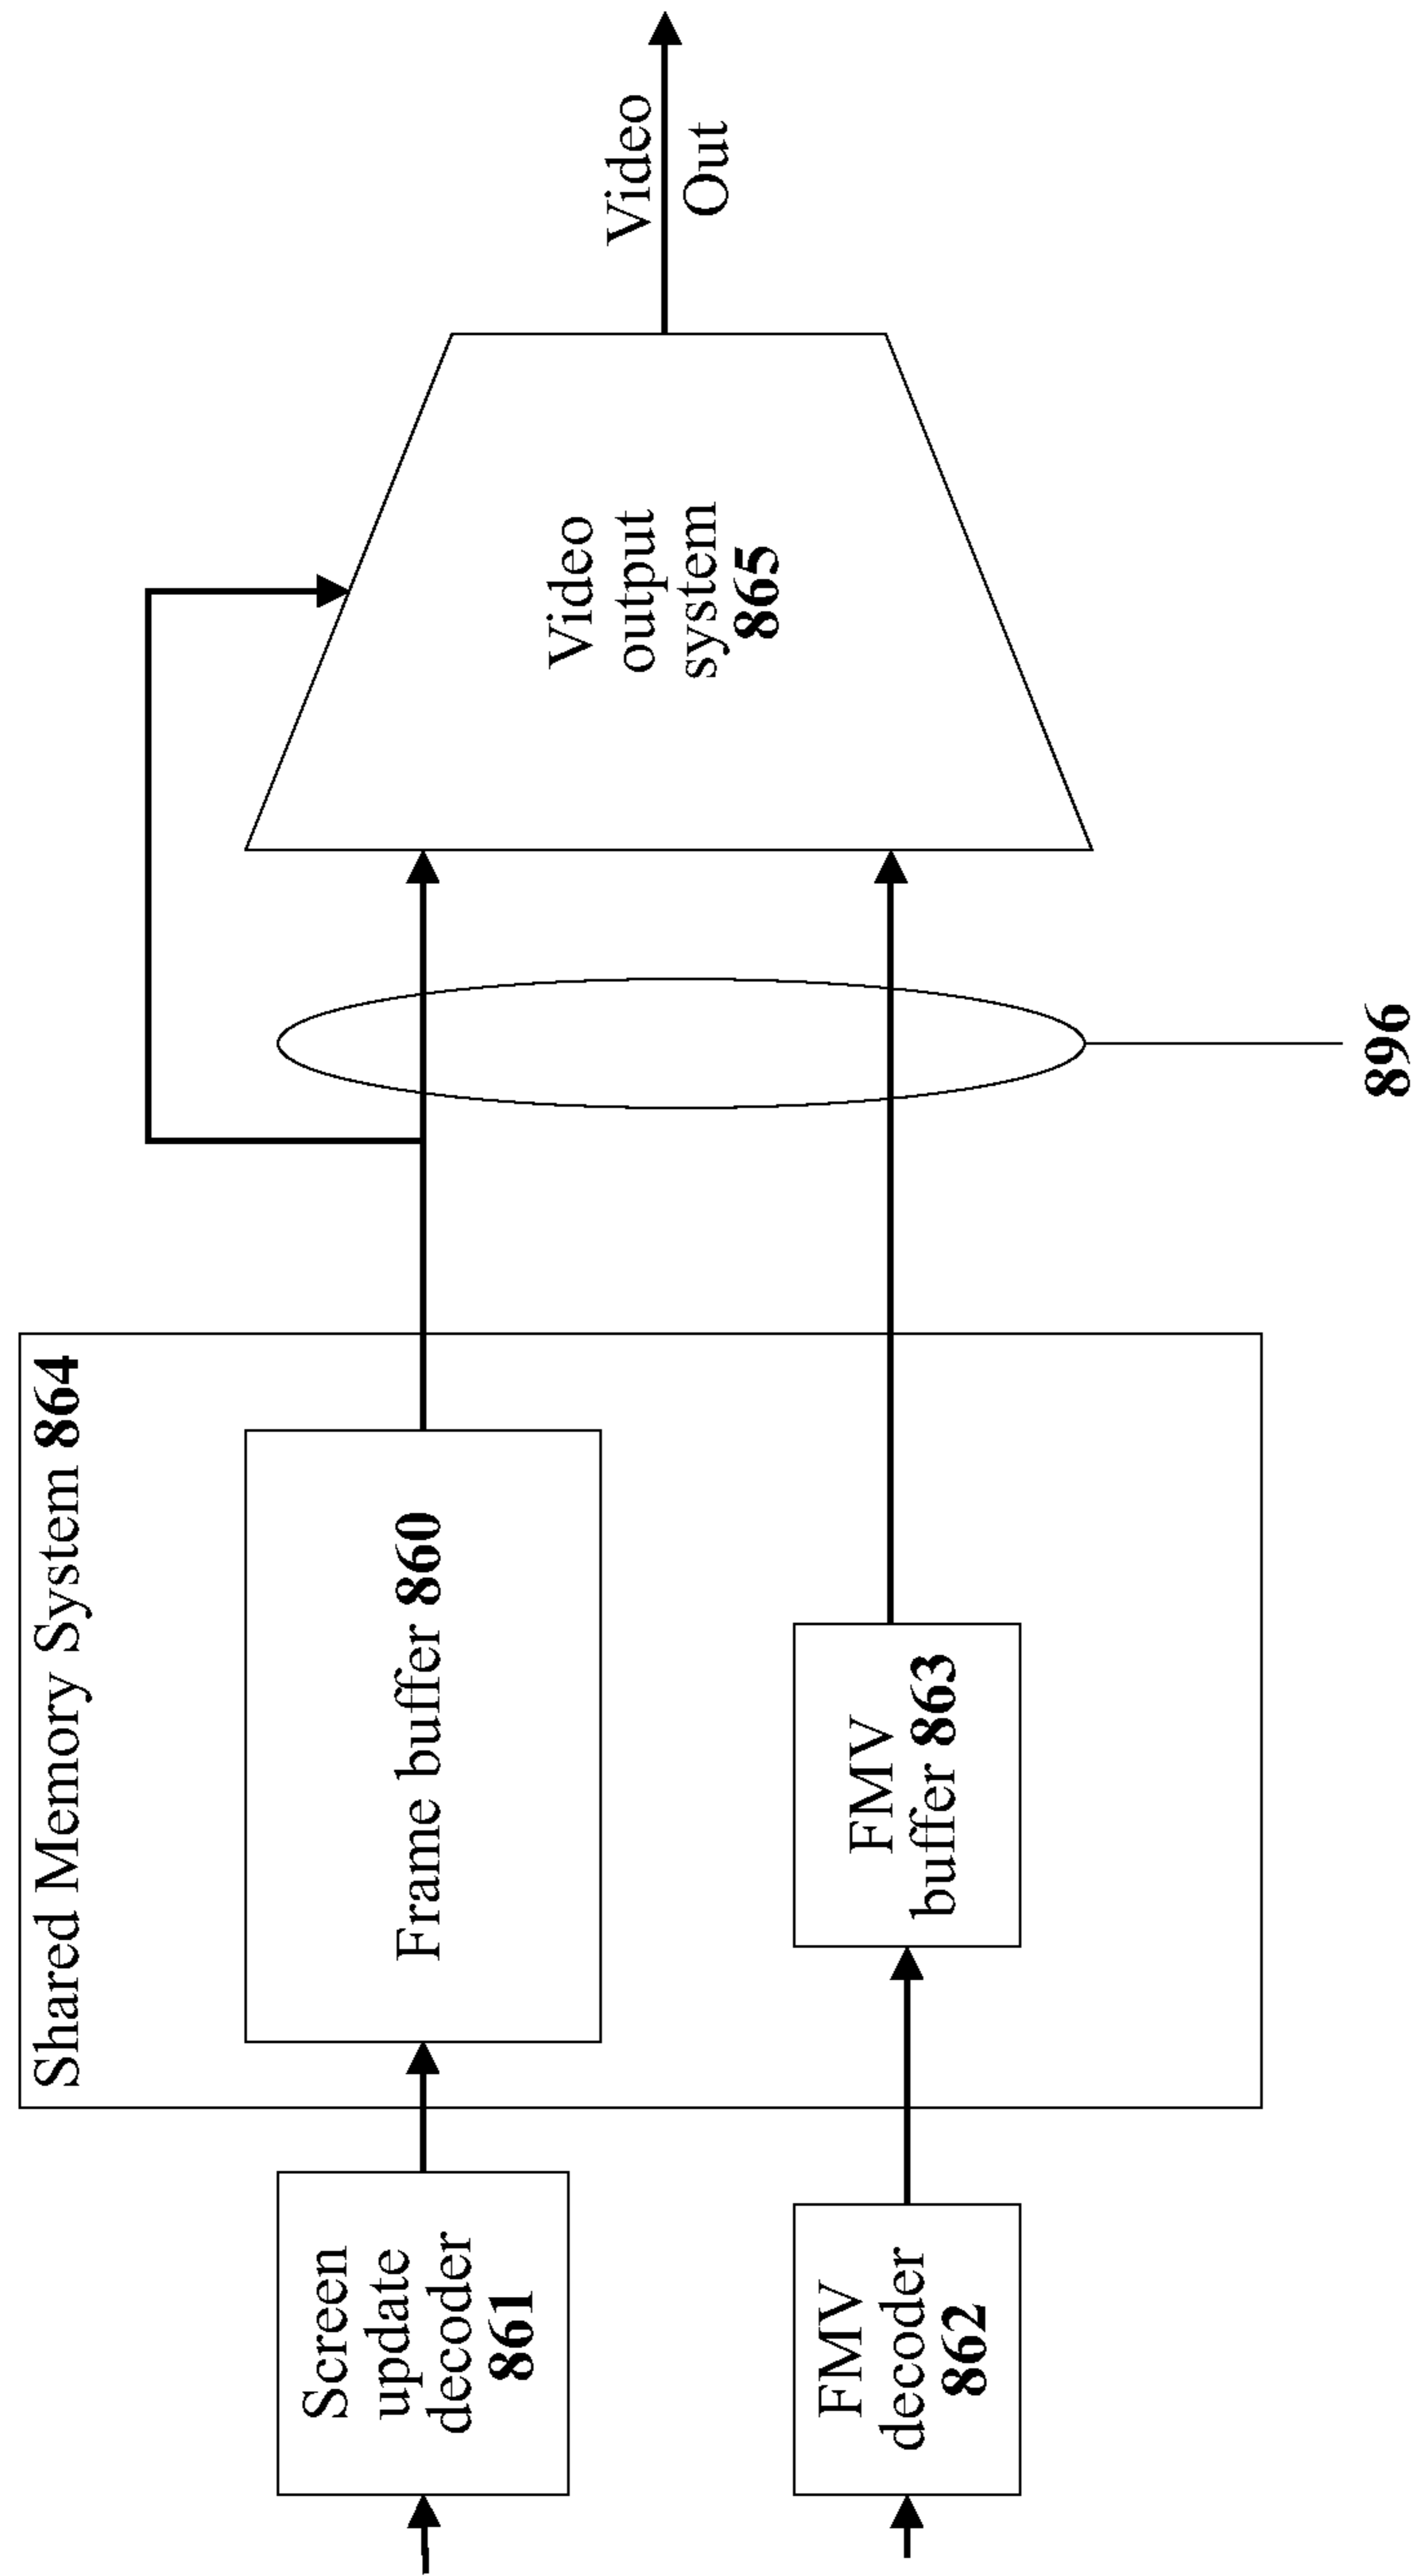 Shared Memory System 864
Screen
update
decoder
861
Frame buffer 860
FMV
decoder
862
FMV
buffer 863
Video
output
system
865
Video
Out
896